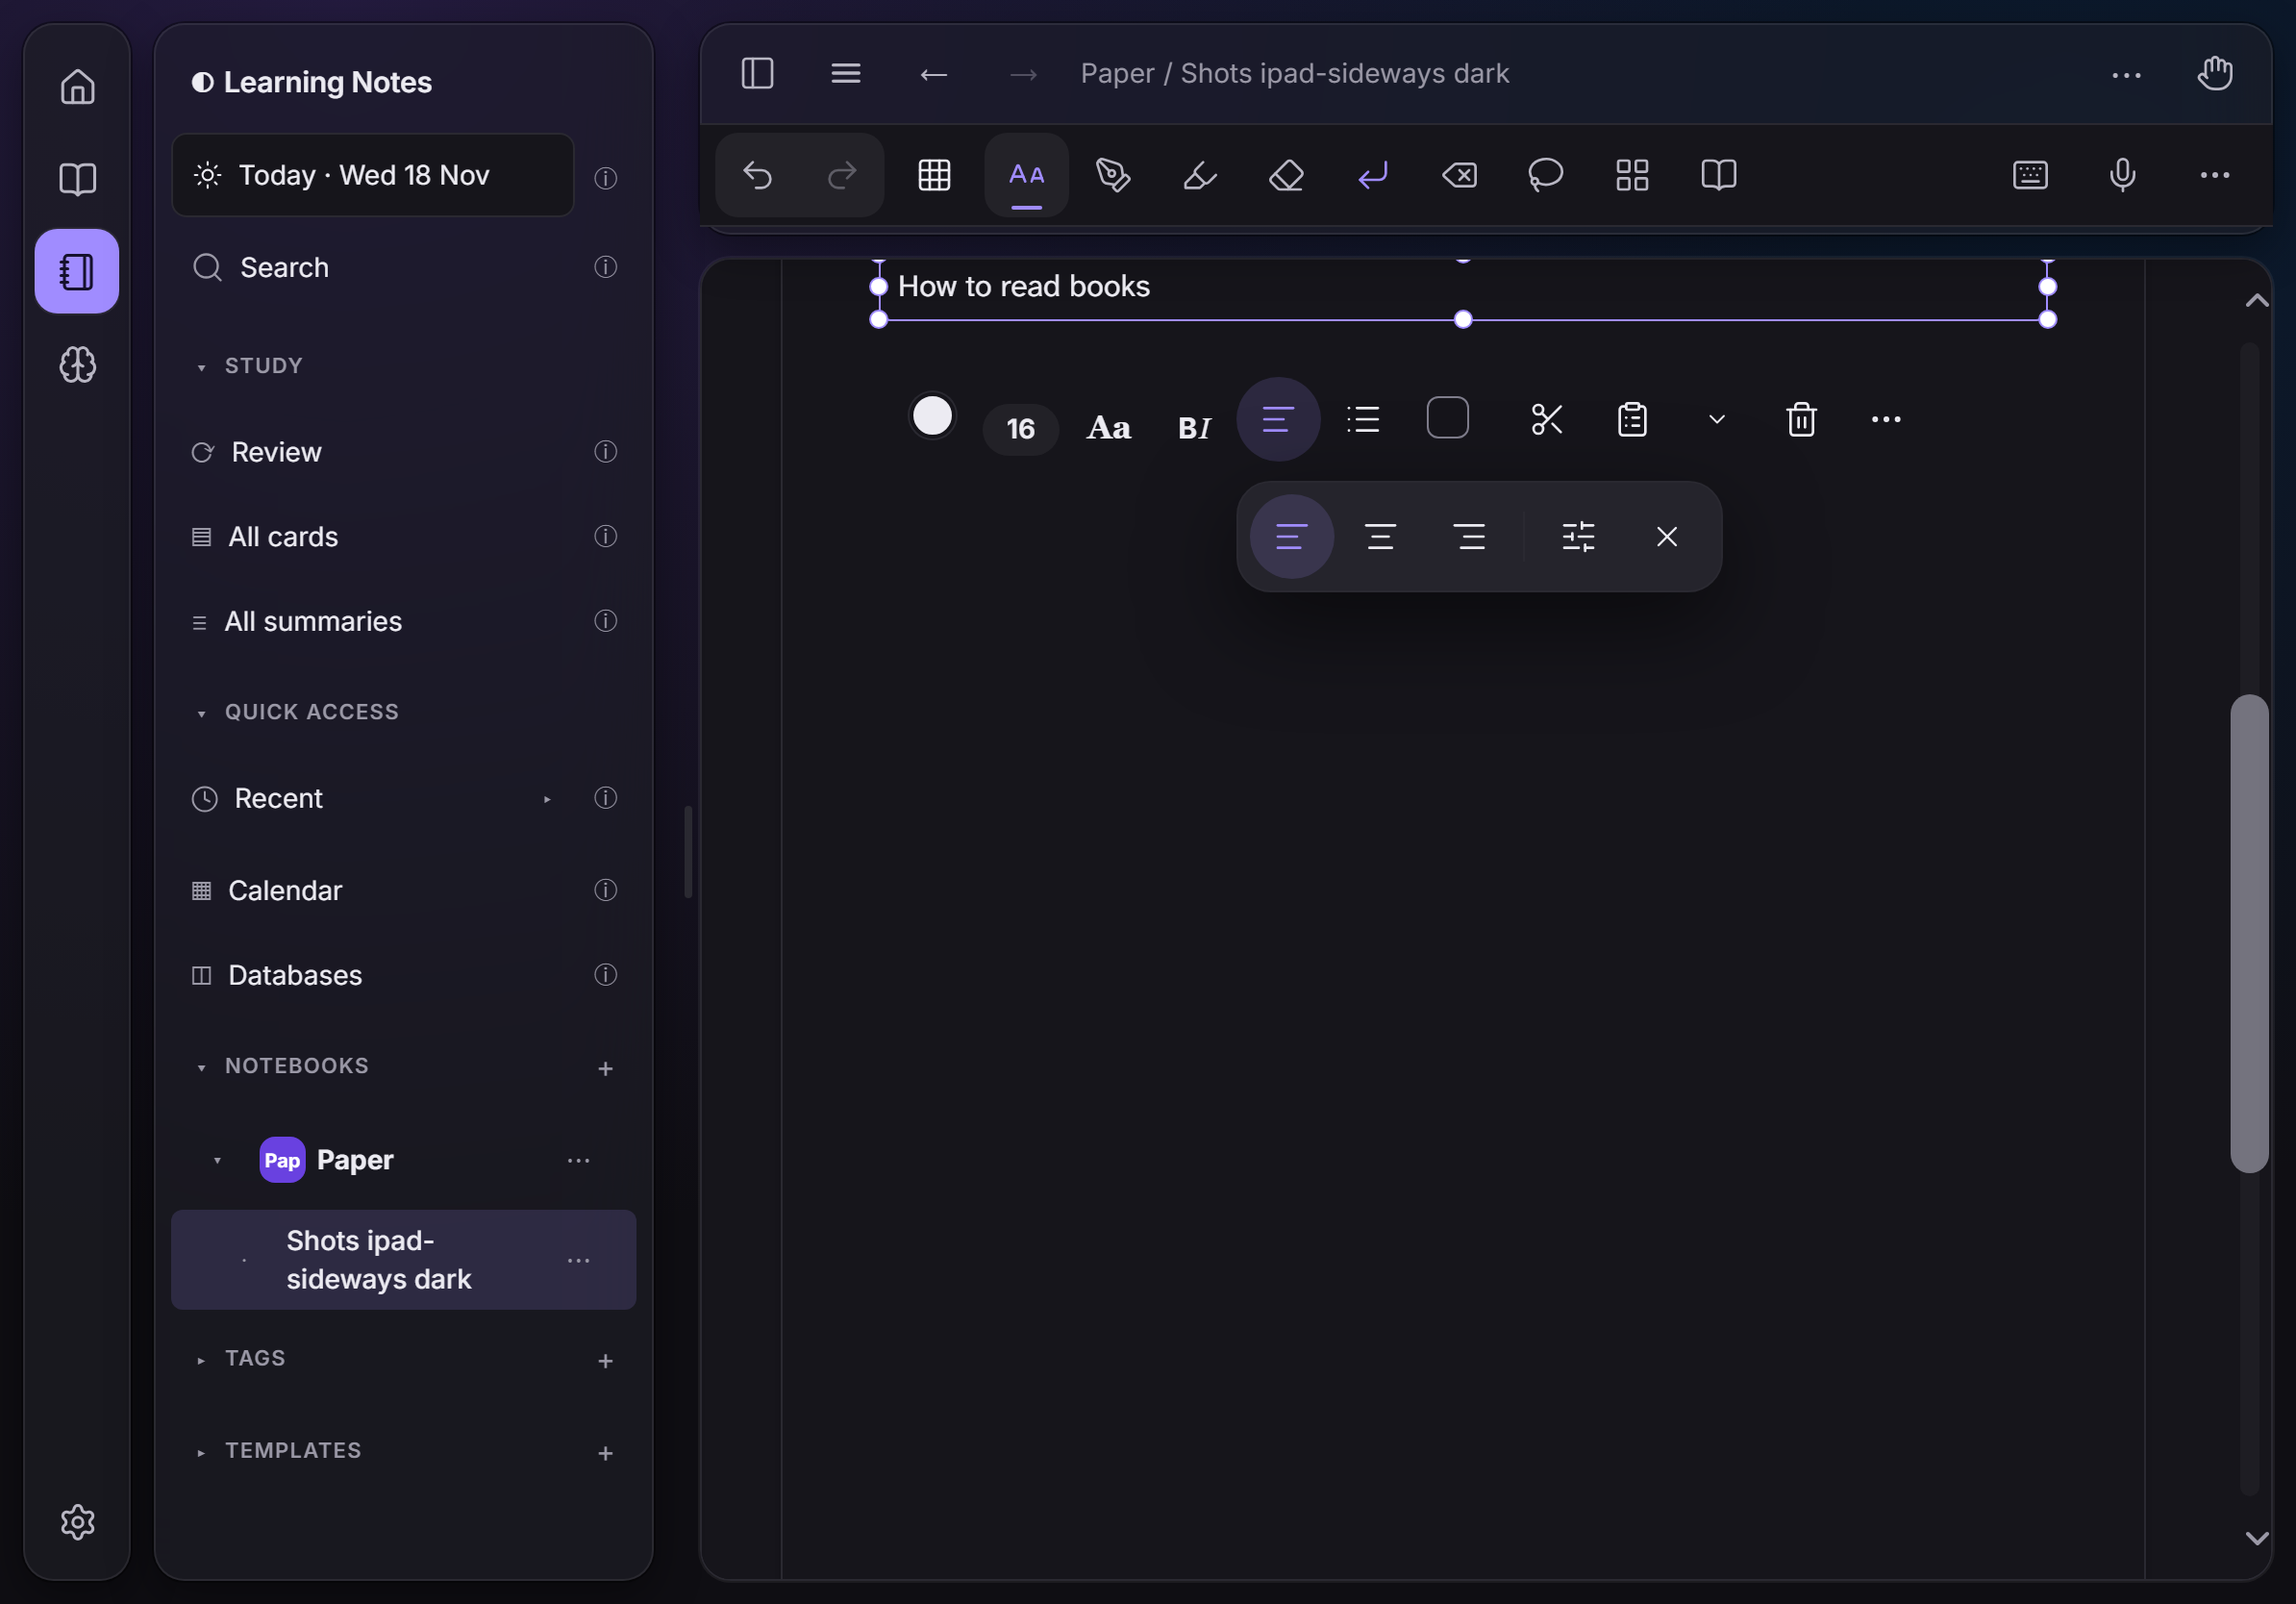 Learning Notes
Today · Wed 18 Nov
Search
STUDY
Review
All cards
All summaries
QUICK ACCESS
Recent
Calendar
Databases
NOTEBOOKS
Pap Paper
Shots ipad-
sideways dark
TAGS
TEMPLATES
Paper / Shots ipad-sideways dark
AA
How to read books
16 Aa BI